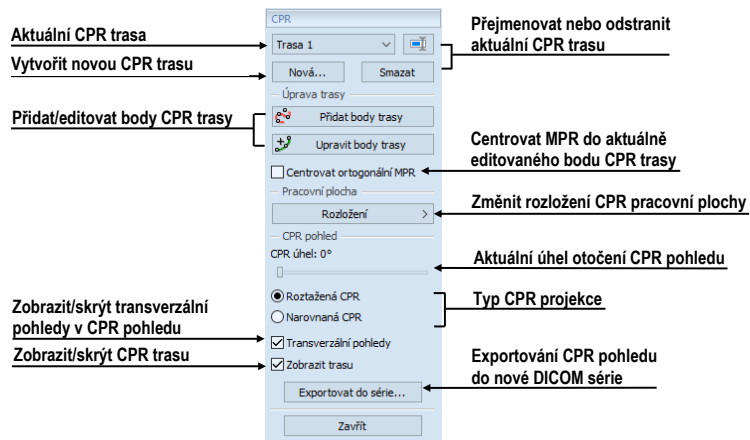 CPR
Aktuální CPR trasa
Trasa 1
Přejmenovat nebo odstranit
aktuální CPR trasu
Vytvořit novou CPR trasu
Nová...
Smazat
Úprava trasy
Přidat/editovat body CPR trasy
Přidat body trasy
Upravit body trasy
Centrovat MPR do aktuálně
editovaného bodu CPR trasy
Centrovat ortogonální MPR
Pracovní plocha
Rozložení
Změnit rozložení CPR pracovní plochy
CPR pohled
CPR úhel: 0°
Aktuální úhel otočení CPR pohledu
Roztažená CPR
Narovnaná CPR
Typ CPR projekce
Zobrazit/skrýt transverzální
pohledy v CPR pohledu
Transverzální pohledy
Zobrazit/skrýt CPR trasu
Zobrazit trasu
Exportování CPR pohledu
do nové DICOM série
Exportovat do série...
Zavřít